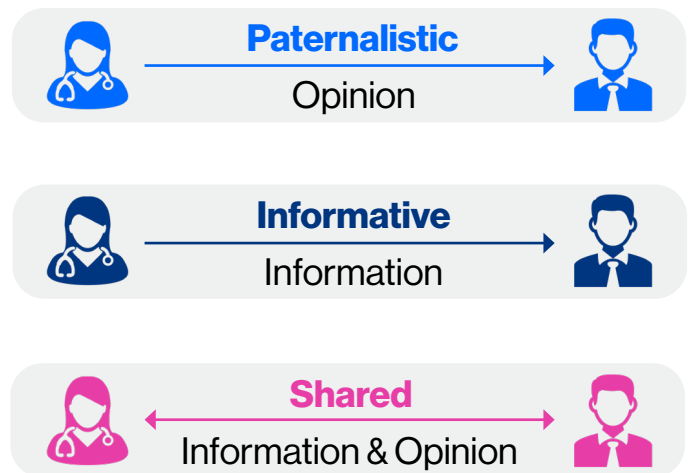 Paternalistic
Opinion
Informative
Information
Shared
Information & Opinion